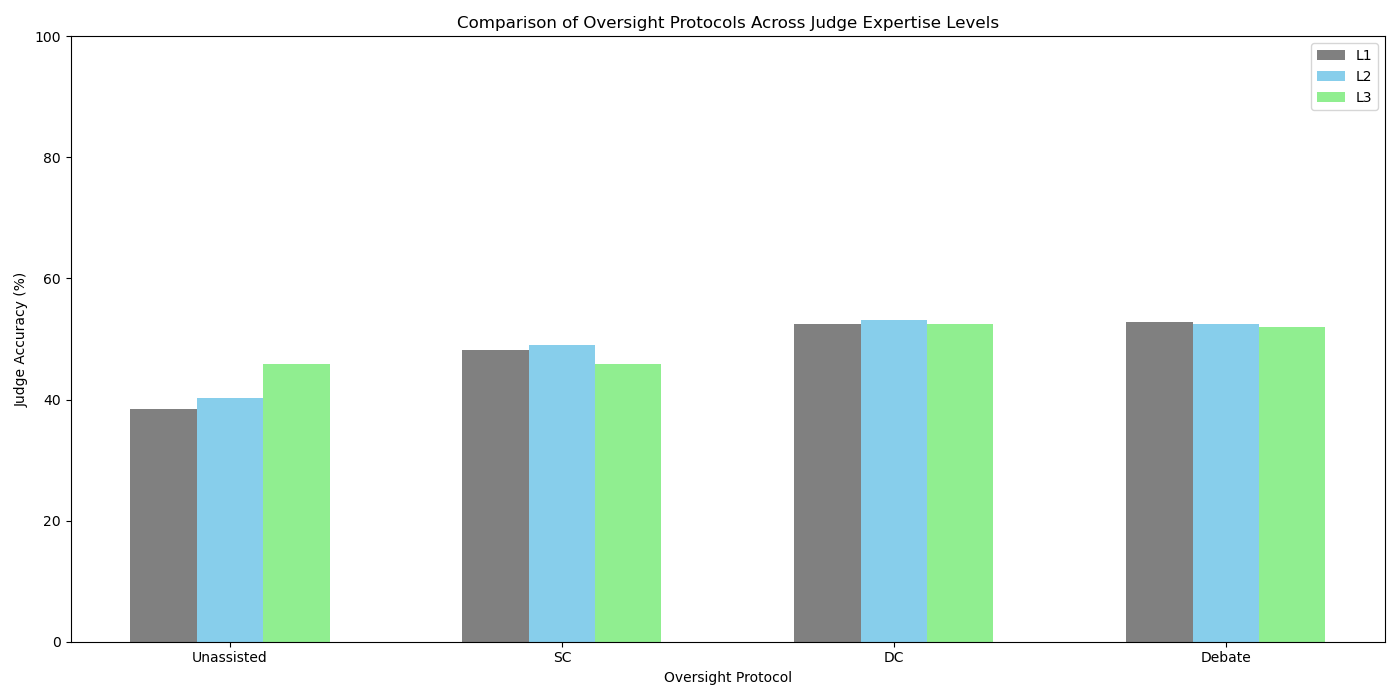 Comparison of Oversight Protocols Across Judge Expertise Levels
100
80
60
40
20
0
Judge Accuracy (%)
L1
L2
L3
Unassisted
SC
DC
Debate
Oversight Protocol